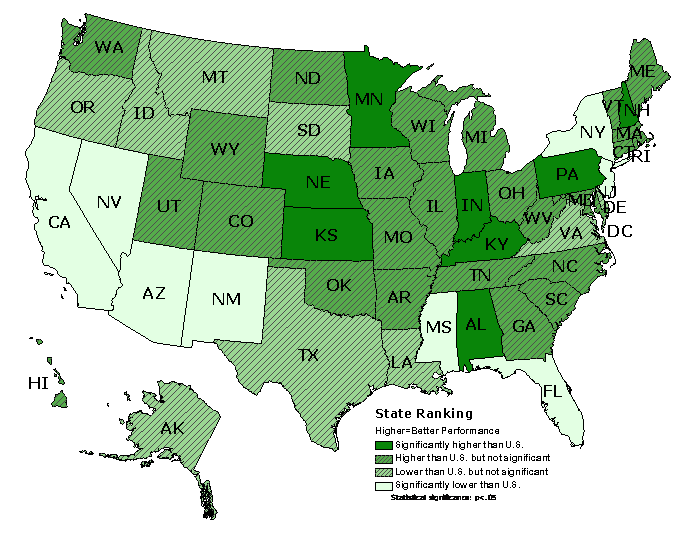 WA
ME
MT
ND
VT
NH
MN
OR
ID
SD
WI
MI
NY
MA
WY
CT
RI
IA
PA
NE
NV
OH
NJ
UT
IL
IN
MD
DE
CA
CO
WV
DC
KS
MO
KY
VA
NC
TN
AZ
NM
OK
AR
SC
MS
AL
GA
TX
LA
HI
FL
AK
State Ranking
Higher=Better Performance
Significantly higher than U.S.
Higher than U.S. but not significant
Lower than U.S. but not significant
Significantly lower than U.S.
Statistical significance: p<.05